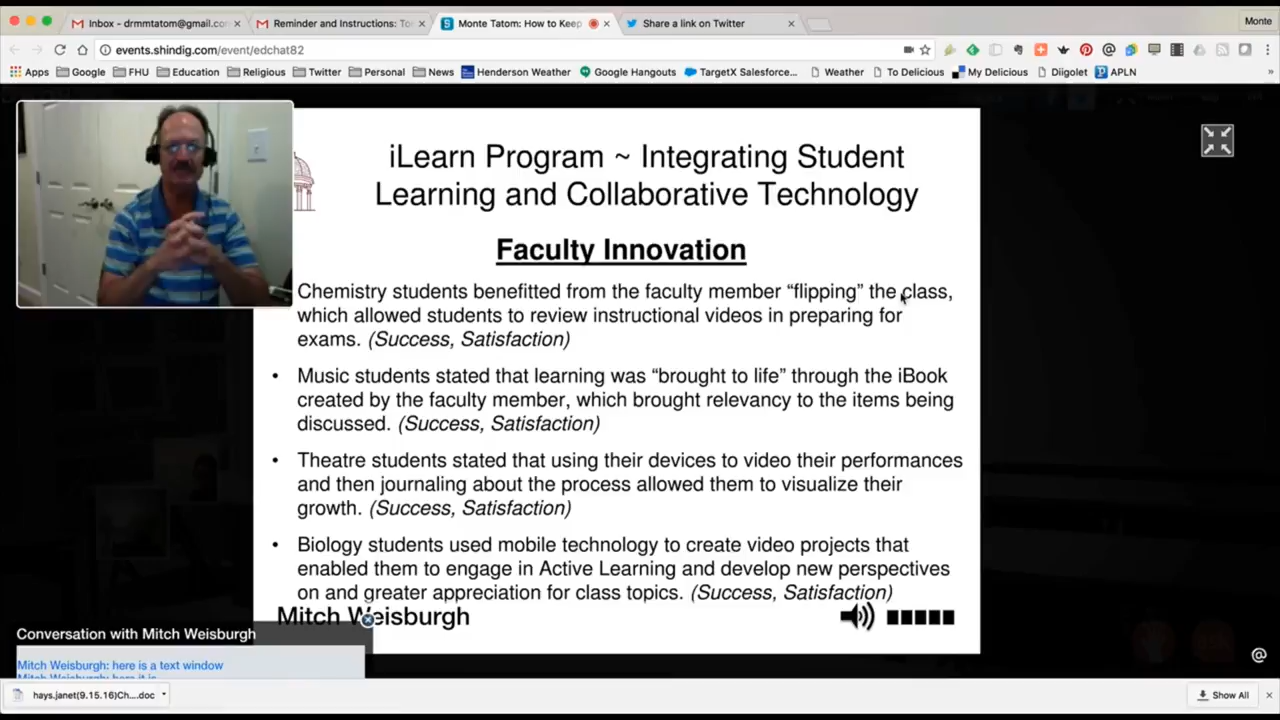 Inbox - drmmtatom@gmail.co
Reminder and Instructions: To
Monte Tatom: How to Keep
Share a link on Twitter
Monte
events.shindig.com/event/edchat82
Apps
Google
FHU
Education
Religious
Twitter
Personal
News
Henderson Weather
Google Hangouts
TargetX Salesforce...
Weather
To Delicious
My Delicious
Diigolet
APLN
»
iLearn Program ~ Integrating Student
Learning and Collaborative Technology
Faculty Innovation
Chemistry students benefitted from the faculty member “flipping” the class,
which allowed students to review instructional videos in preparing for
exams. (Success, Satisfaction)
• Music students stated that learning was “brought to life” through the iBook
created by the faculty member, which brought relevancy to the items being
discussed. (Success, Satisfaction)
• Theatre students stated that using their devices to video their performances
and then journaling about the process allowed them to visualize their
growth. (Success, Satisfaction)
• Biology students used mobile technology to create video projects that
enabled them to engage in Active Learning and develop new perspectives
on and greater appreciation for class topics. (Success, Satisfaction)
Mitch Weisburgh
Conversation with Mitch Weisburgh
Mitch Weisburgh: here is a text window
Mitch Weisburgh: here it is
@
hays.janet(9.15.16)Ch....doc
Show All